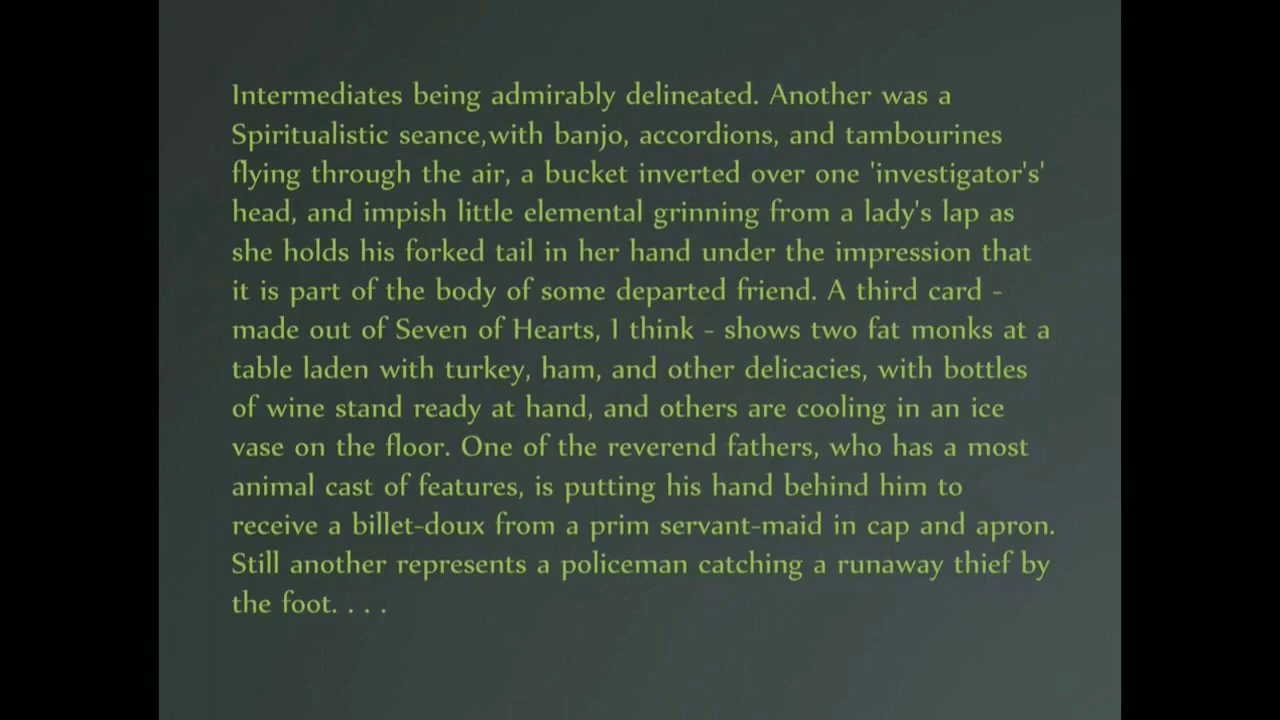 Intermediates being admirably delineated. Another was a
Spiritualistic seance,with banjo, accordions, and tambourines
flying through the air, a bucket inverted over one 'investigator's'
head, and impish little elemental grinning from a lady's lap as
she holds his forked tail in her hand under the impression that
it is part of the body of some departed friend. A third card -
made out of Seven of Hearts, I think - shows two fat monks at a
table laden with turkey, ham, and other delicacies, with bottles
of wine stand ready at hand, and others are cooling in an ice
vase on the floor. One of the reverend fathers, who has a most
animal cast of features, is putting his hand behind him to
receive a billet-doux from a prim servant-maid in cap and apron.
Still another represents a policeman catching a runaway thief by
the foot. . . .